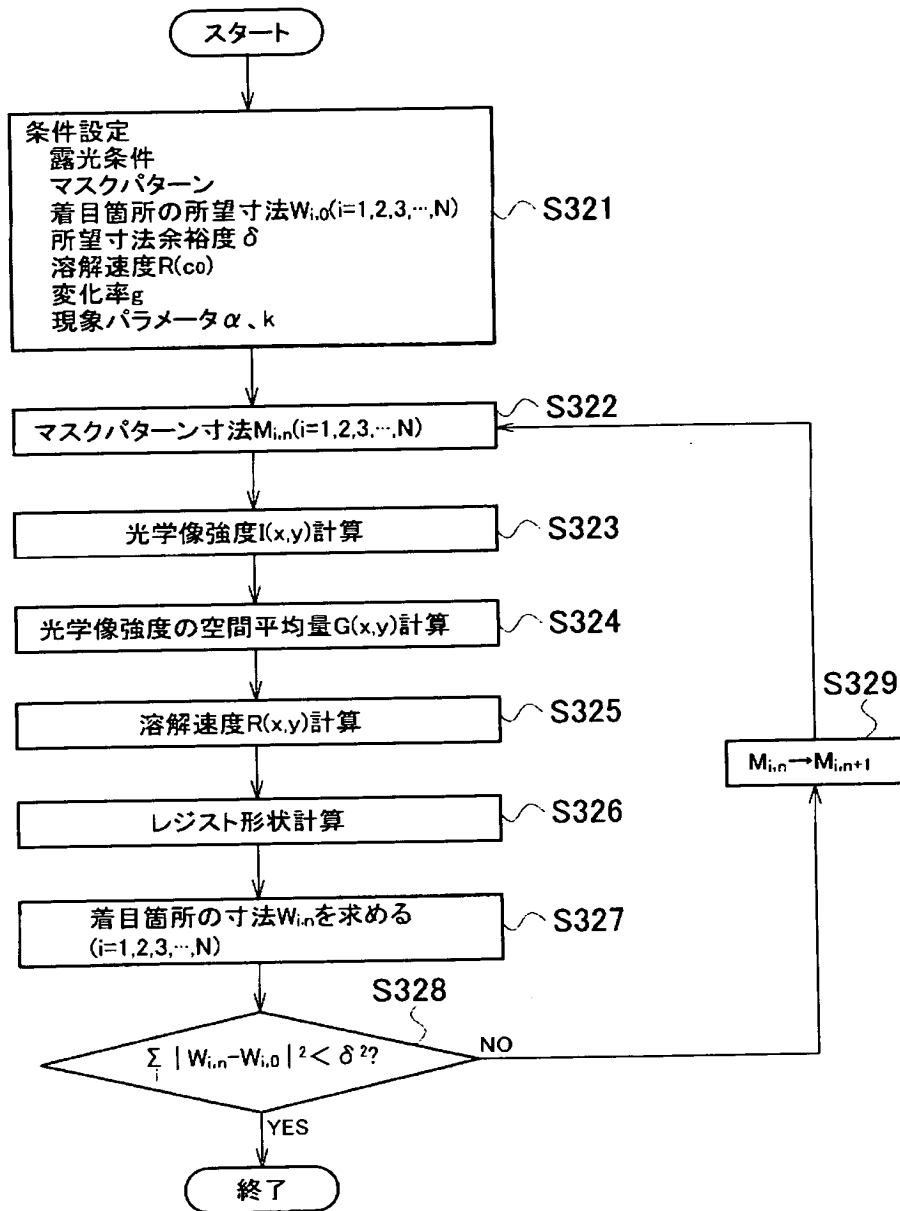 スタート
条件設定
露光条件
マスクパターン
着目箇所の所望寸法Wi,0(i=1,2,3,…,N)
所望寸法余裕度δ
溶解速度R(c0)
変化率g
現象パラメータα、k
S321
S322
マスクパターン寸法Mi,n(i=1,2,3,…,N)
光学像強度I(x,y)計算
S323
光学像強度の空間平均量G(x,y)計算
S324
溶解速度R(x,y)計算
S325
S329
Mi,n→Mi,n+1
レジスト形状計算
S326
着目箇所の寸法Wi,nを求める
(i=1,2,3,…,N)
S327
S328
Σi |Wi,n-Wi,0|²<δ²?
NO
YES
終了